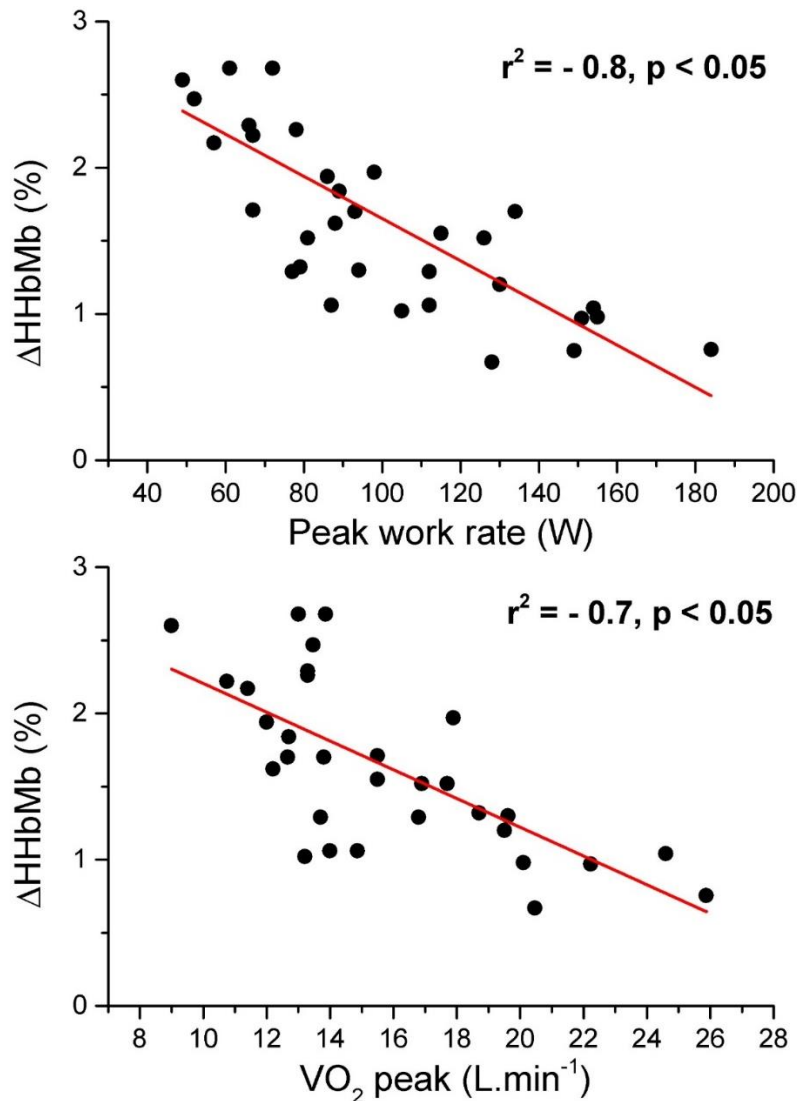 3
r² = - 0.8, p < 0.05
2
ΔHHbMb (%)
1
0
40 60 80 100 120 140 160 180 200
Peak work rate (W)
3
r² = - 0.7, p < 0.05
2
ΔHHbMb (%)
1
0
8 10 12 14 16 18 20 22 24 26 28
VO₂ peak (L.min⁻¹)